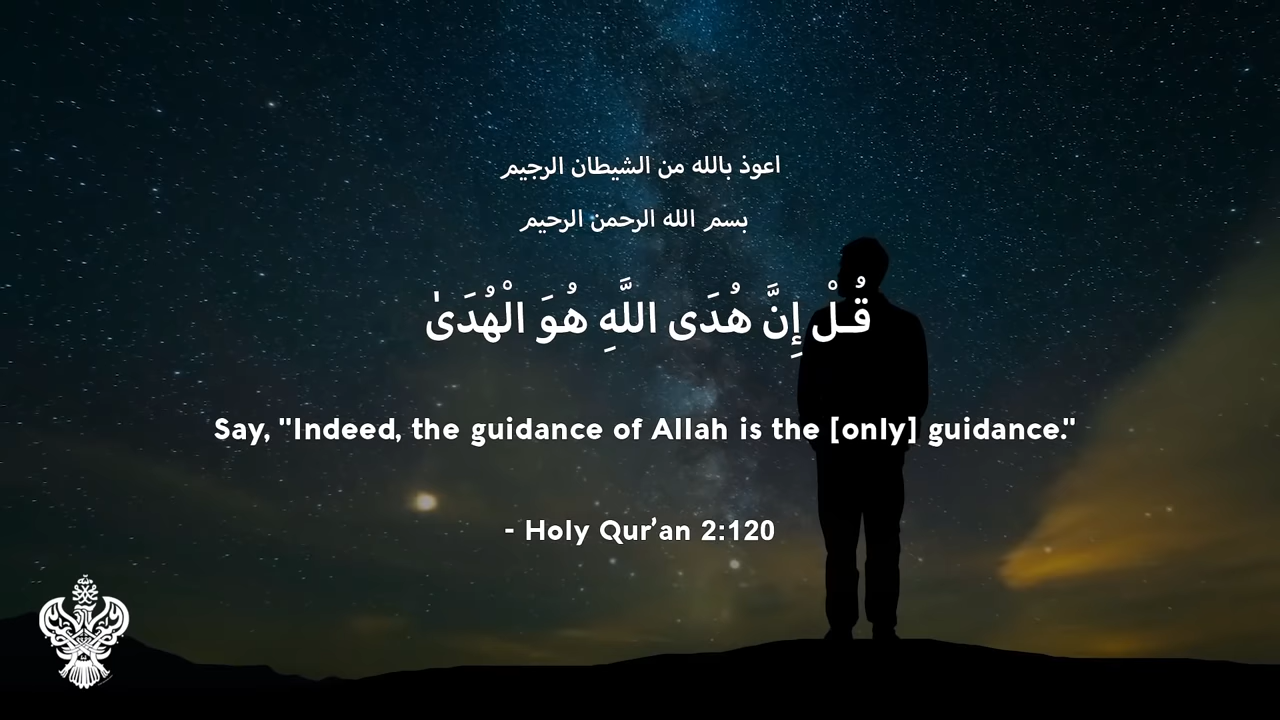 اعوذ بالله من الشيطان الرجيم
بسم الله الرحمن الرحيم
قُـلْ إِنَّ هُدَى اللَّهِ هُوَ الْهُدَىٰ
Say, "Indeed, the guidance of Allah is the [only] guidance."
- Holy Qur’an 2:120